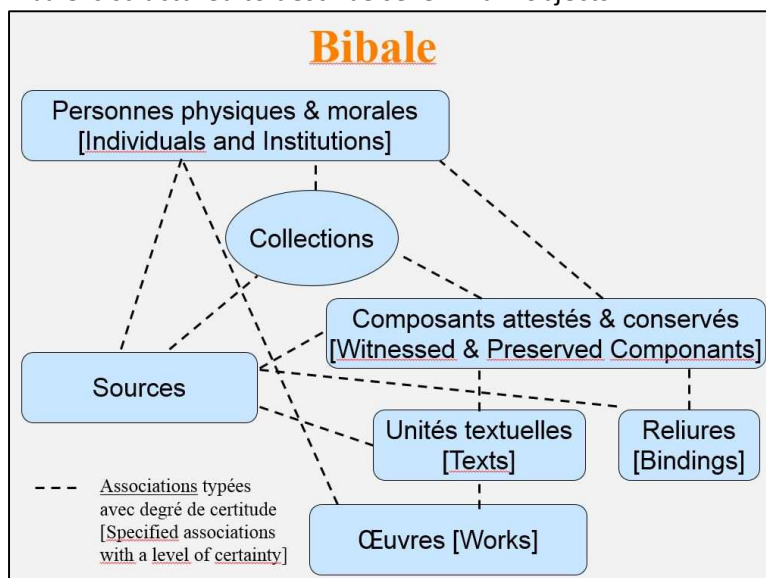 Bibale
Personnes physiques & morales
[Individuals and Institutions]
Collections
Composants attestés & conservés
[Witnessed & Preserved Componants]
Sources
Unités textuelles
[Texts]
Reliures
[Bindings]
Associations typées
avec degré de certitude
[Specified associations
with a level of certainty]
Œuvres [Works]